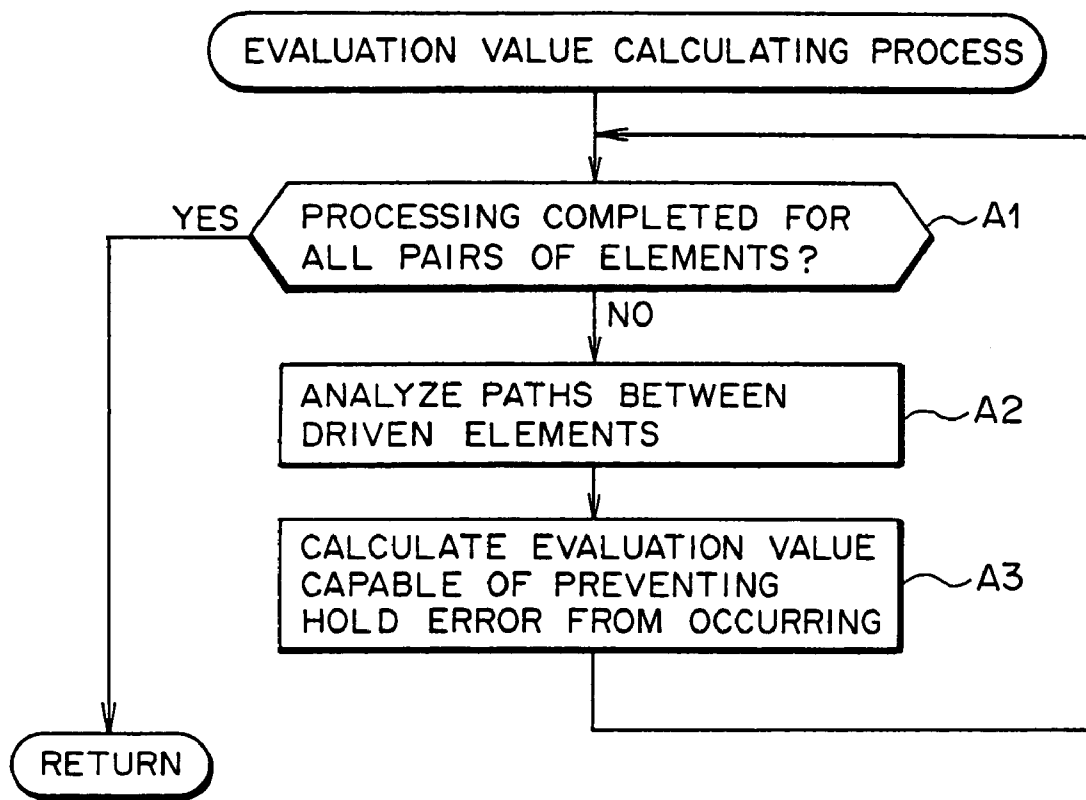 EVALUATION VALUE CALCULATING PROCESS
YES
PROCESSING COMPLETED FOR
ALL PAIRS OF ELEMENTS?
A1
NO
ANALYZE PATHS BETWEEN
DRIVEN ELEMENTS
A2
CALCULATE EVALUATION VALUE
CAPABLE OF PREVENTING
HOLD ERROR FROM OCCURRING
A3
RETURN